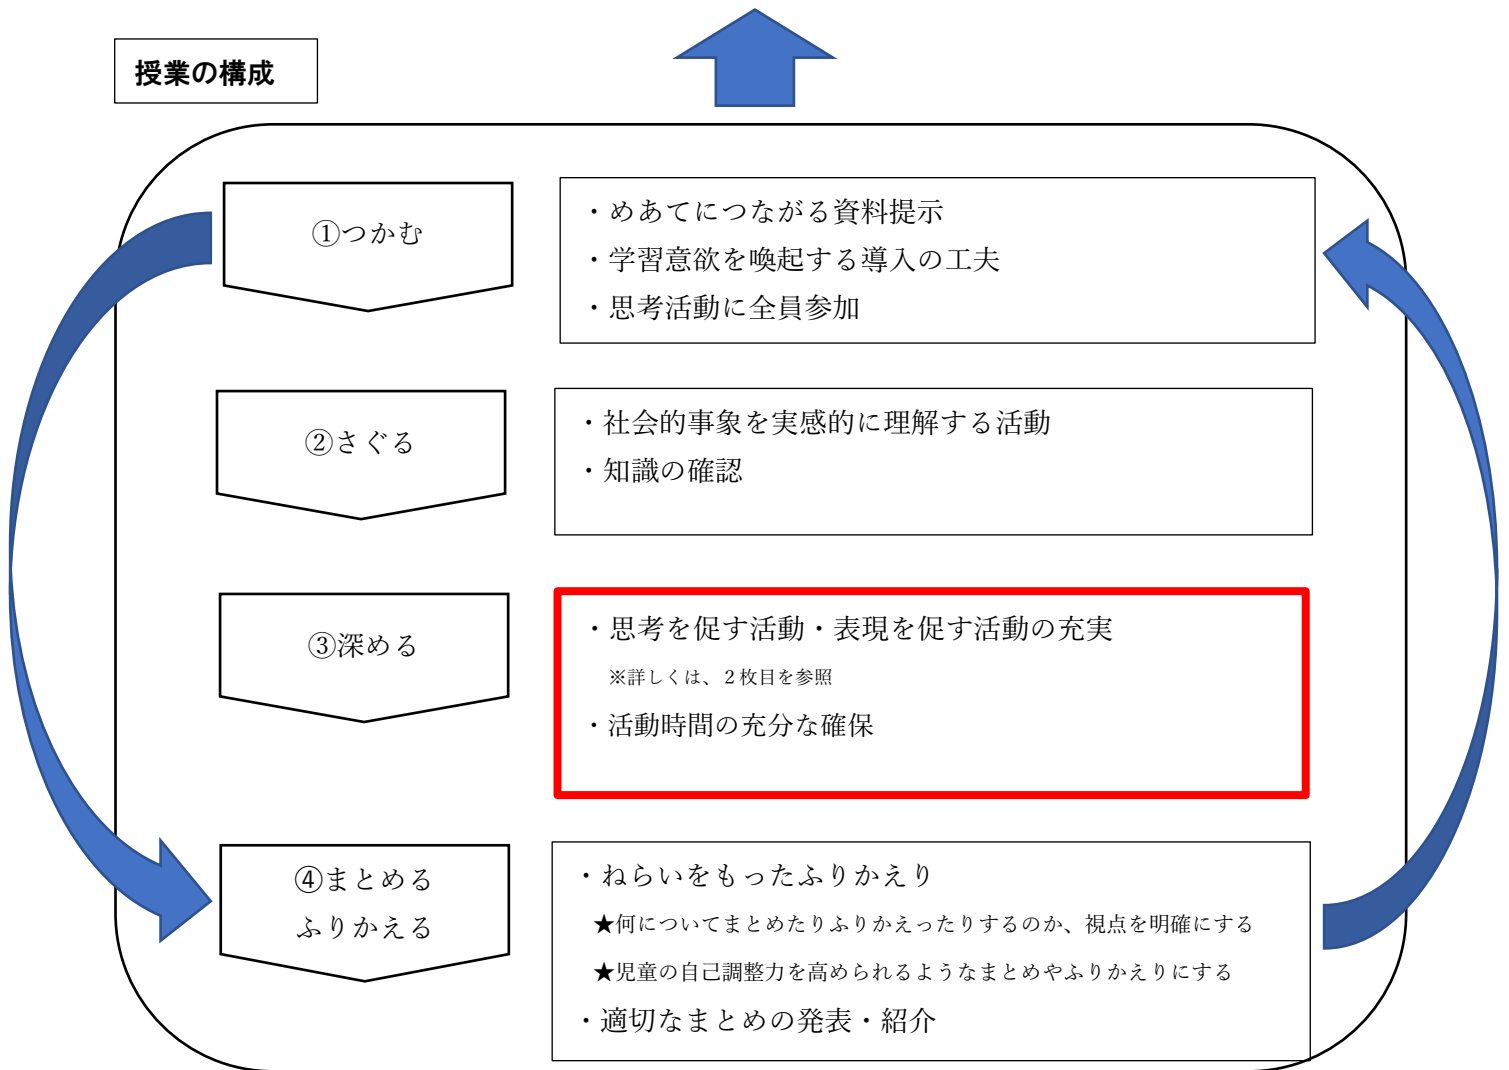 授業の構成
①つかむ
・めあてにつながる資料提示
・学習意欲を喚起する導入の工夫
・思考活動に全員参加
②さぐる
・社会的事象を実感的に理解する活動
・知識の確認
③深める
・思考を促す活動・表現を促す活動の充実
※詳しくは、２枚目を参照
・活動時間の充分な確保
④まとめる
ふりかえる
・ねらいをもったふりかえり
★何についてまとめたりふりかえったりするのか、視点を明確にする
★児童の自己調整力を高められるようなまとめやふりかえりにする
・適切なまとめの発表・紹介